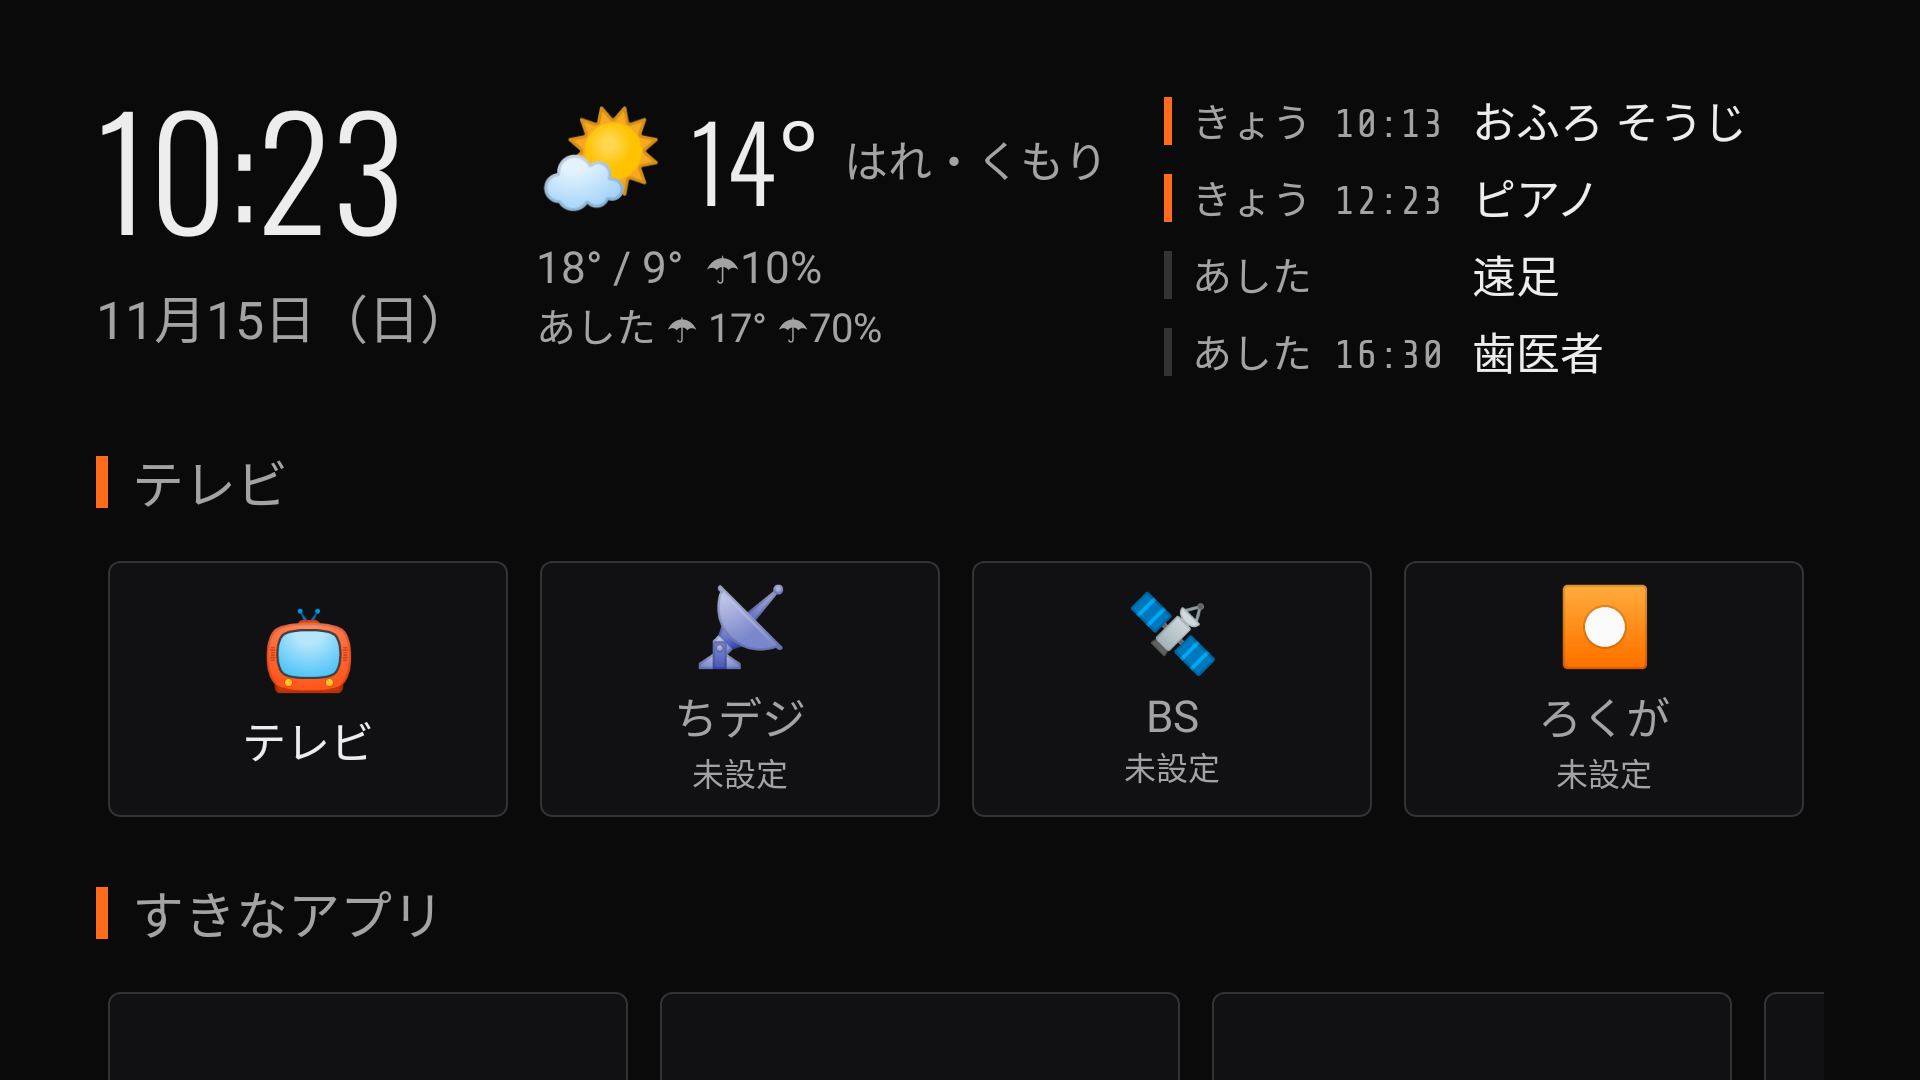 10:23
11月15日（日）
14° はれ・くもり
18° / 9° ☂10%
あした ☂ 17° ☂70%
きょう 10:13 おふろ そうじ
きょう 12:23 ピアノ
あした 遠足
あした 16:30 歯医者
テレビ
テレビ
ちデジ
未設定
BS
未設定
ろくが
未設定
すきなアプリ